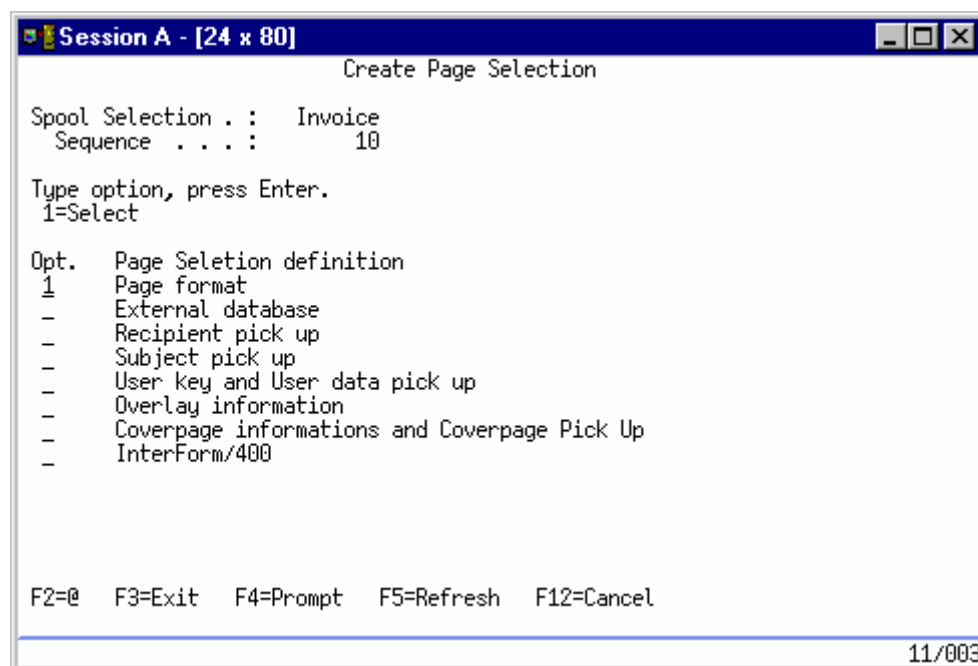 Session A - [24 x 80]
Create Page Selection
Spool Selection . :   Invoice
Sequence  . . . :   10
Type option, press Enter.
1=Select
Opt.   Page Seletion definition
1   Page format
_   External database
_   Recipient pick up
_   Subject pick up
_   User key and User data pick up
_   Overlay information
_   Coverpage informations and Coverpage Pick Up
_   InterForm/400
F2=@   F3=Exit   F4=Prompt   F5=Refresh   F12=Cancel
11/003